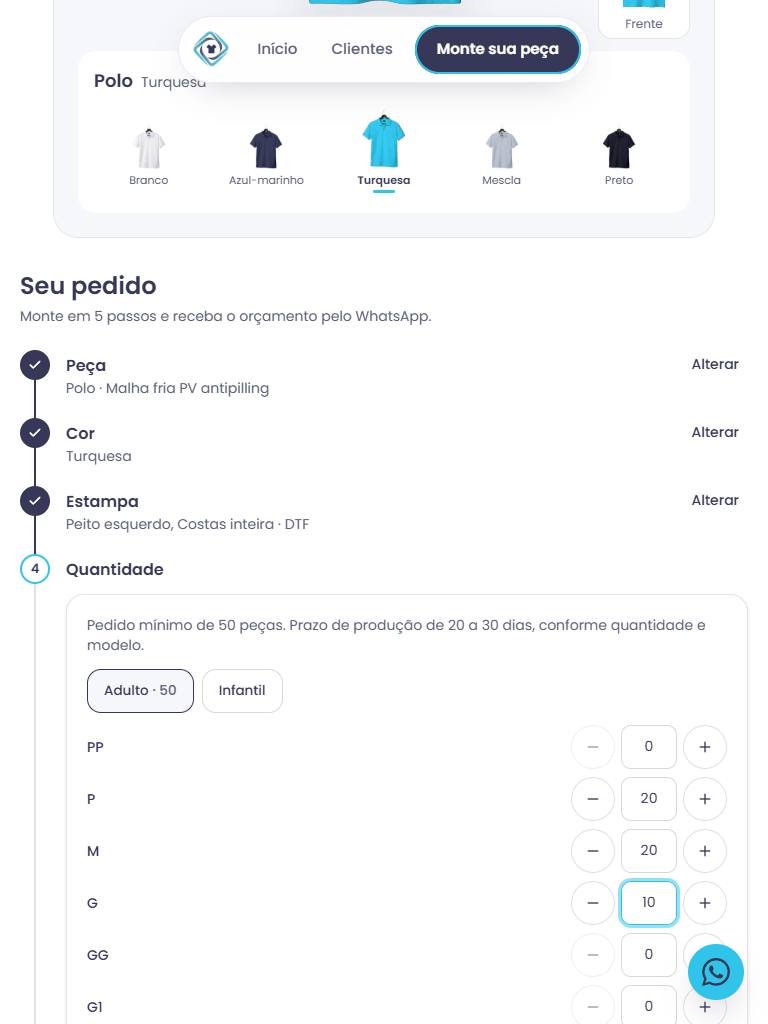 Frente
Início
Clientes
Monte sua peça
Polo Turquesa
Branco
Azul-marinho
Turquesa
Mescla
Preto
Seu pedido
Monte em 5 passos e receba o orçamento pelo WhatsApp.
Peça
Alterar
Polo · Malha fria PV antipilling
Cor
Alterar
Turquesa
Estampa
Alterar
Peito esquerdo, Costas inteira · DTF
4 Quantidade
Pedido mínimo de 50 peças. Prazo de produção de 20 a 30 dias, conforme quantidade e
modelo.
Adulto · 50
Infantil
PP − 0 +
P − 20 +
M − 20 +
G − 10 +
GG − 0
G1 − 0 +